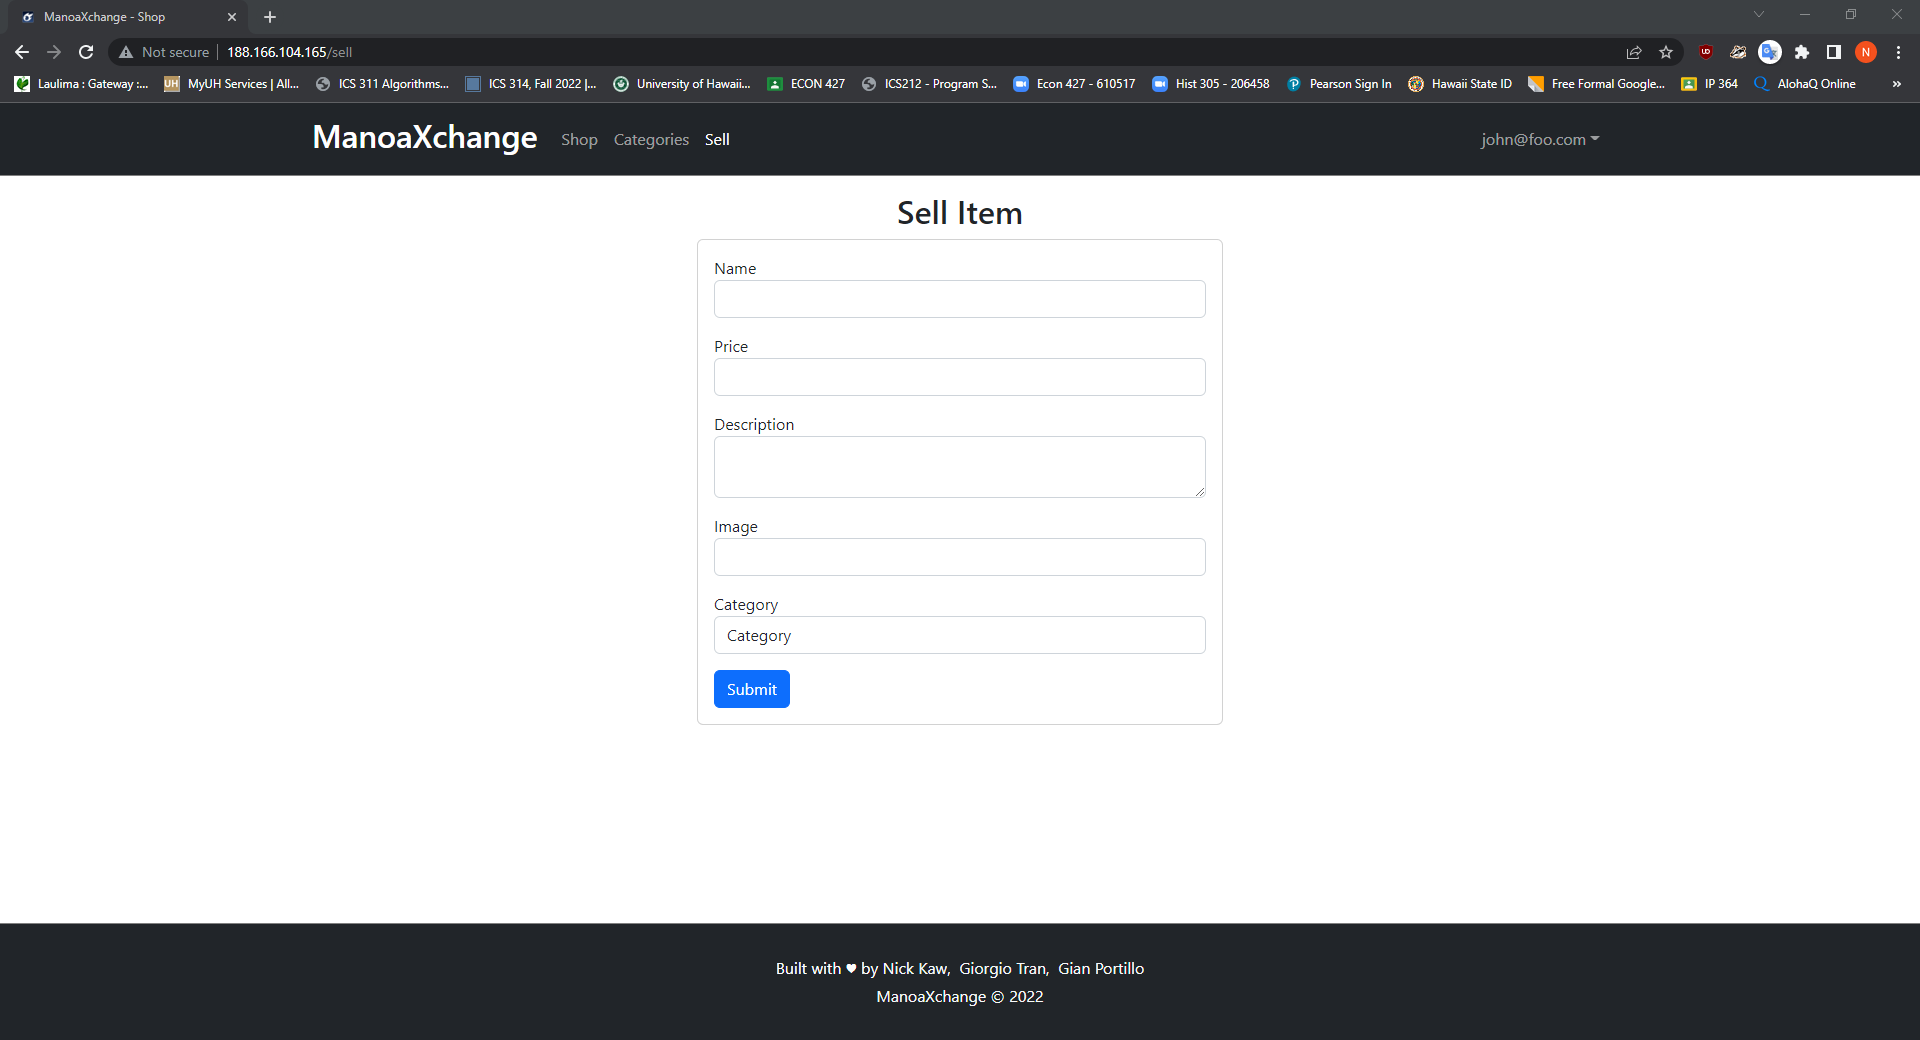 ManoaXchange - Shop
Not secure 188.166.104.165/sell
N
Laulima : Gateway :... UH MyUH Services | All... ICS 311 Algorithms... ICS 314, Fall 2022 |... University of Hawaii... ECON 427 ICS212 - Program S... Econ 427 - 610517 Hist 305 - 206458 Pearson Sign In Hawaii State ID Free Formal Google... IP 364 AlohaQ Online »
ManoaXchange Shop Categories Sell john@foo.com
Sell Item
Name
Price
Description
Image
Category
Category
Submit
Built with ♥ by Nick Kaw, Giorgio Tran, Gian Portillo
ManoaXchange © 2022